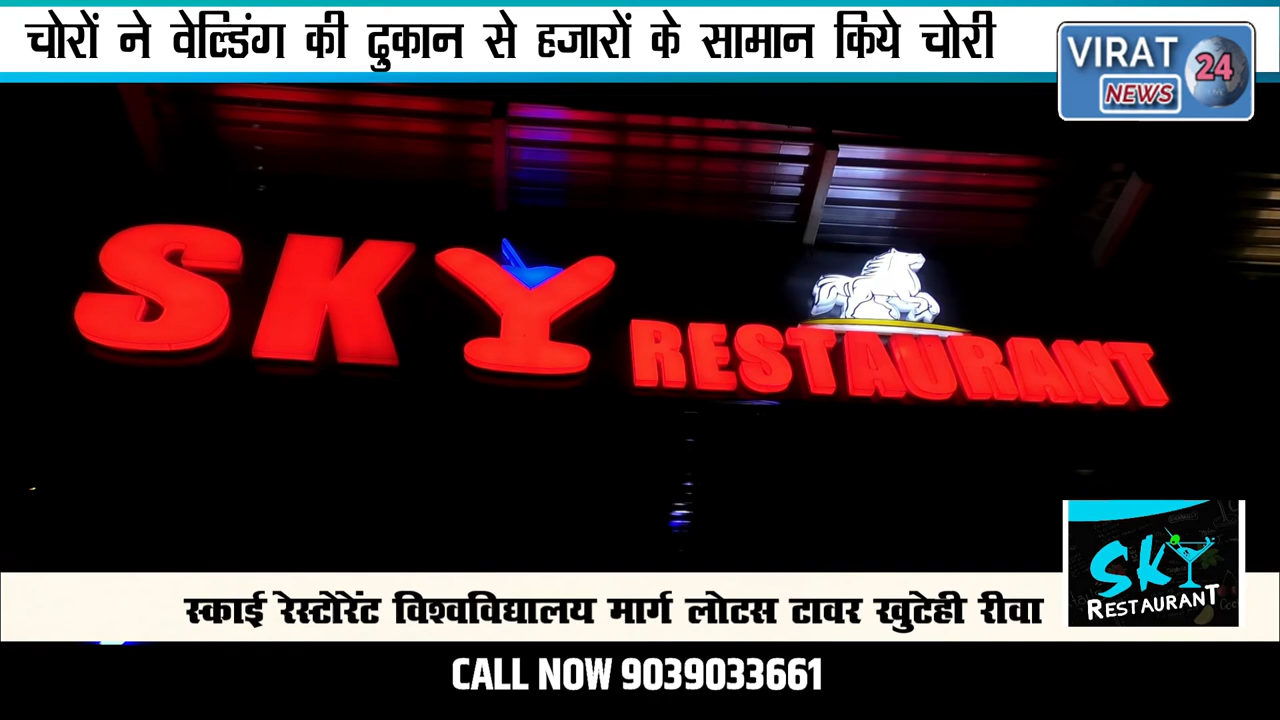 चोरों ने वेल्डिंग की दुकान से हजारों के सामान किये चोरी
VIRAT
24
NEWS
SKY RESTAURANT
SKY
RESTAURANT
स्काई रेस्टोरेंट विश्वविद्यालय मार्ग लोटस टावर खुटेही रीवा
CALL NOW 9039033661